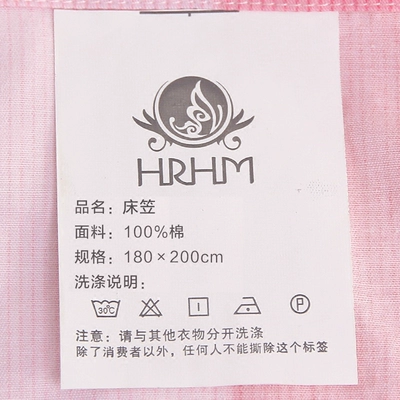 HRHM
品名：床笠
面料：100%棉
规格：180×200cm
洗涤说明：
30℃
注意：请与其他衣物分开洗涤
除了消费者以外，任何人不能撕除这个标签